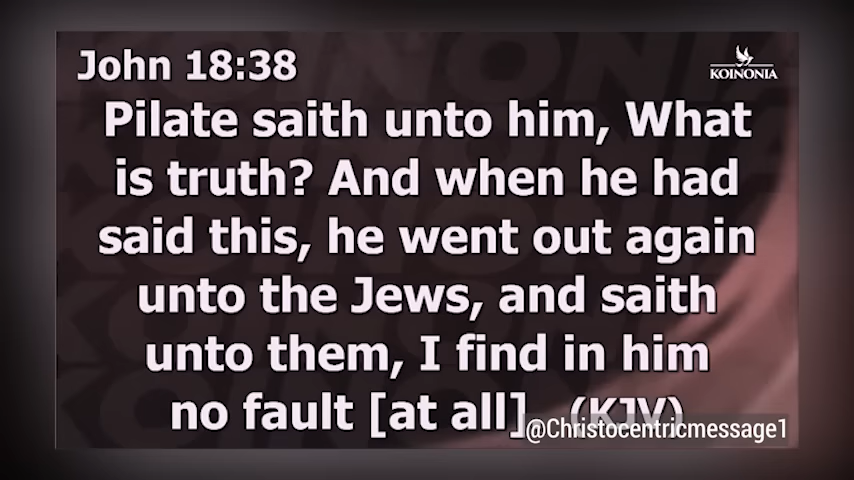 John 18:38
KOINONIA
Pilate saith unto him, What
is truth? And when he had
said this, he went out again
unto the Jews, and saith
unto them, I find in him
no fault [at all] (KJV)
@Christocentricmessage1